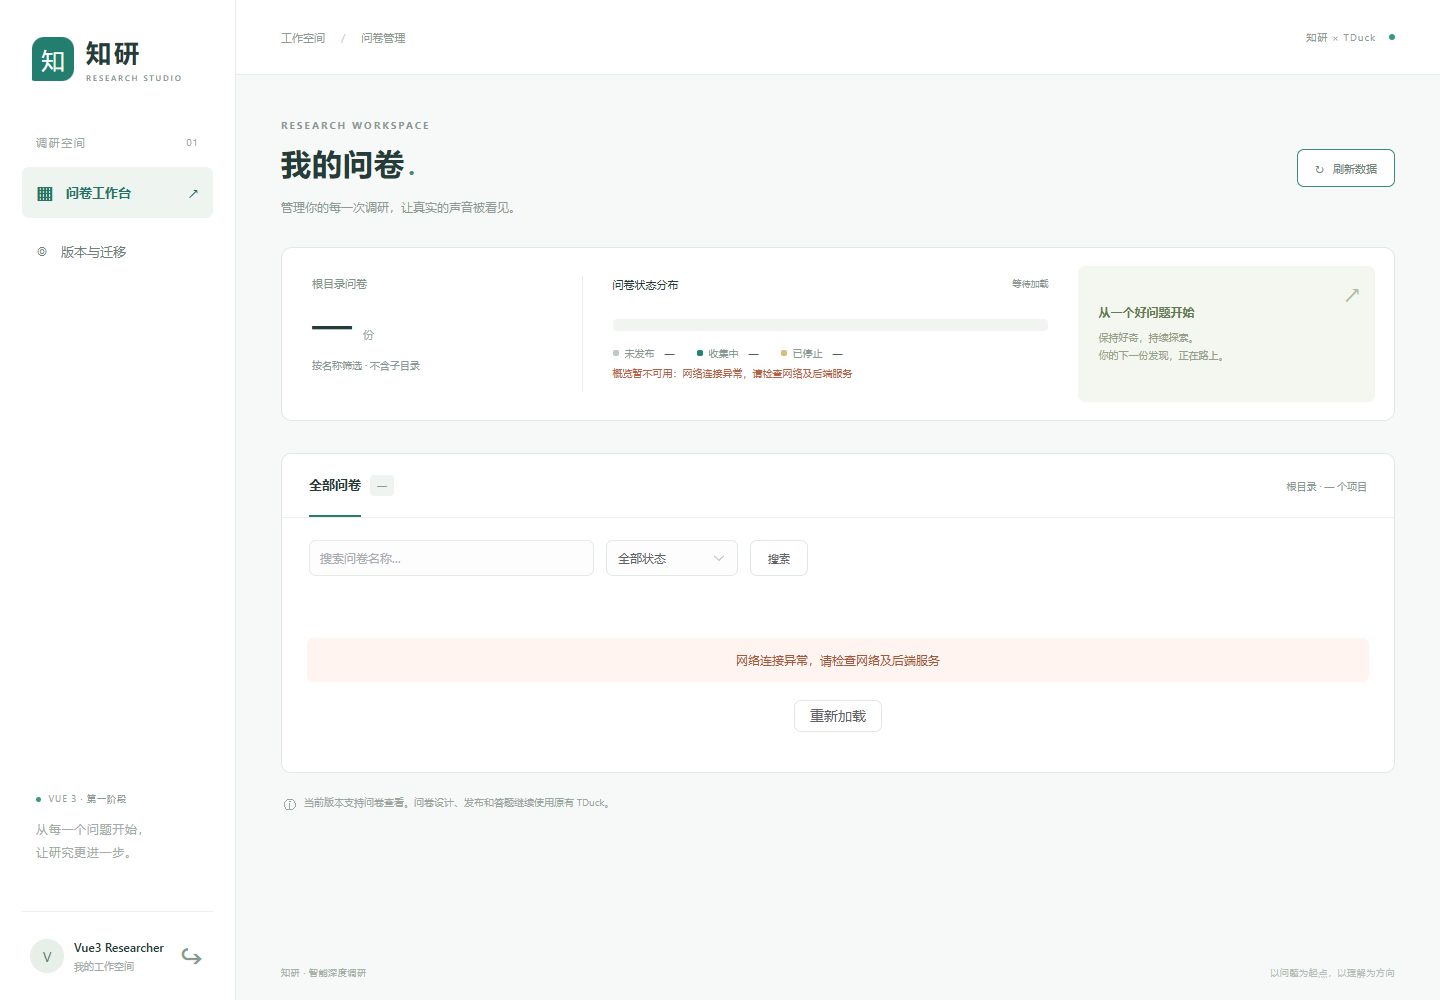 知
知研
RESEARCH STUDIO
调研空间
01
问卷工作台
版本与迁移
VUE 3 · 第一阶段
从每一个问题开始，
让研究更进一步。
V
Vue3 Researcher
我的工作空间
工作空间 / 问卷管理
知研 × TDuck
RESEARCH WORKSPACE
我的问卷.
管理你的每一次调研，让真实的声音被看见。
刷新数据
根目录问卷
— 份
按名称筛选 · 不含子目录
问卷状态分布
等待加载
未发布 — 收集中 — 已停止 —
概览暂不可用：网络连接异常，请检查网络及后端服务
从一个好问题开始
保持好奇，持续探索。
你的下一份发现，正在路上。
全部问卷 —
根目录 · — 个项目
搜索问卷名称...
全部状态
搜索
网络连接异常，请检查网络及后端服务
重新加载
当前版本支持问卷查看。问卷设计、发布和答题继续使用原有 TDuck。
知研 · 智能深度调研
以问题为起点，以理解为方向